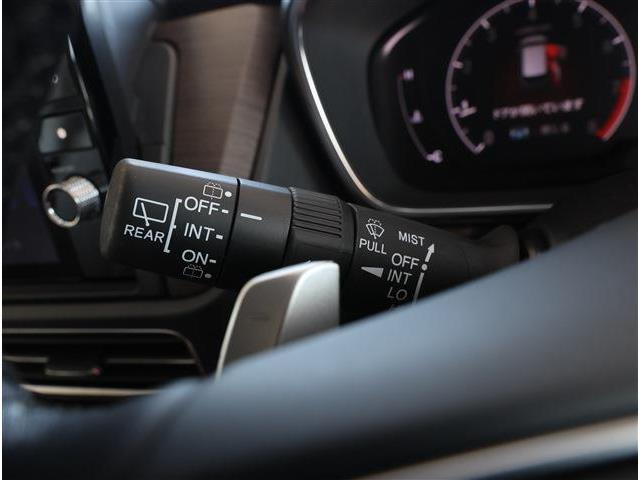 REAR
OFF
INT
ON
PULL
MIST
OFF
INT
LO
H
C